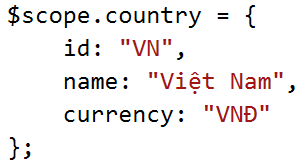 $scope.country = {
    id: "VN",
    name: "Việt Nam",
    currency: "VNĐ"
};